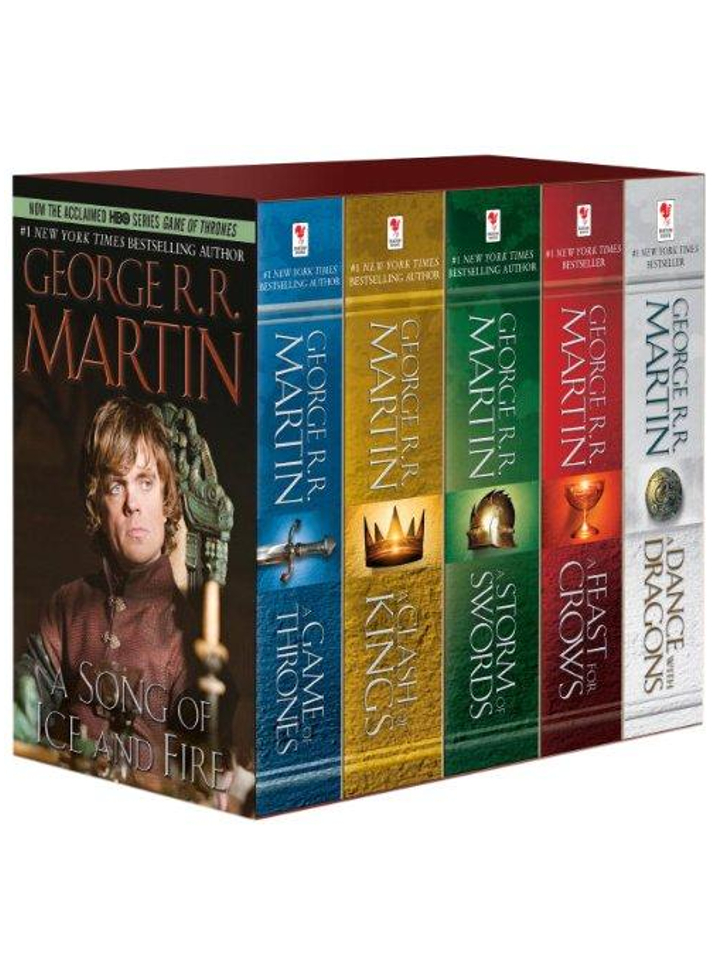 NOW THE ACCLAIMED HBO SERIES GAME OF THRONES
#1 NEW YORK TIMES BESTSELLING AUTHOR
GEORGE R.R.
MARTIN
A SONG OF
ICE AND FIRE
#1 NEW YORK TIMES
BESTSELLING AUTHOR
GEORGE R.R.
MARTIN
A GAME OF
THRONES
#1 NEW YORK TIMES
BESTSELLING AUTHOR
GEORGE R.R.
MARTIN
A CLASH OF
KINGS
#1 NEW YORK TIMES
BESTSELLING AUTHOR
GEORGE R.R.
MARTIN
A STORM OF
SWORDS
#1 NEW YORK TIMES
BESTSELLER
GEORGE R.R.
MARTIN
A FEAST FOR
CROWS
#1 NEW YORK TIMES
BESTSELLER
GEORGE R.R.
MARTIN
A DANCE WITH
DRAGONS